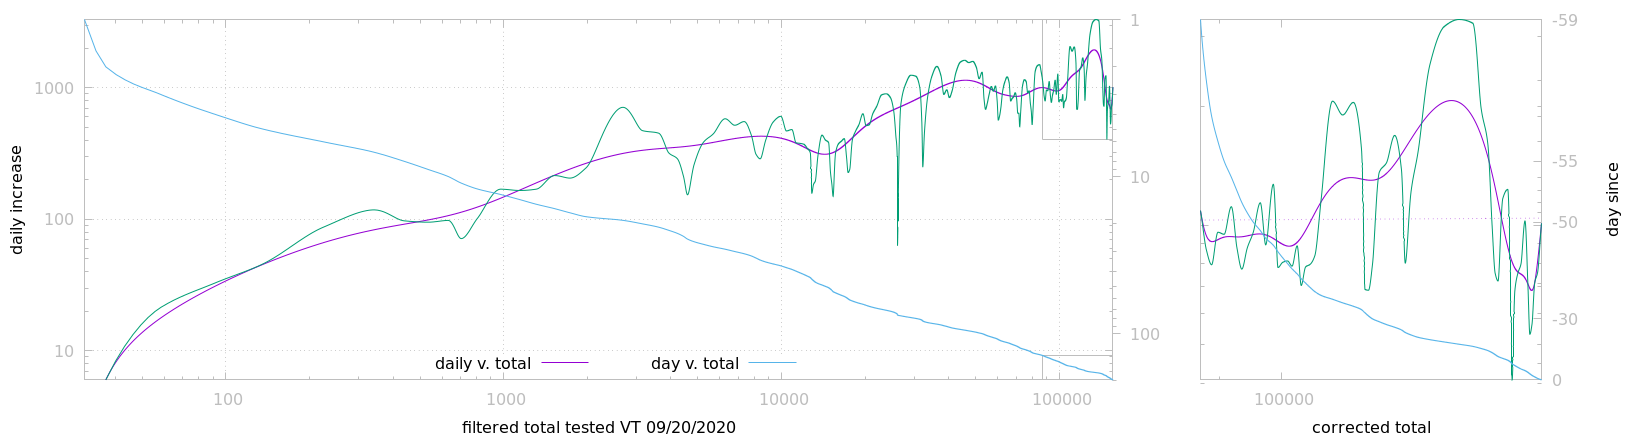 1000
100
10
daily increase
100
1000
10000
100000
filtered total tested VT 09/20/2020
daily v. total
day v. total
1
10
100
100000
corrected total
-59
-55
-50
-30
0
day since